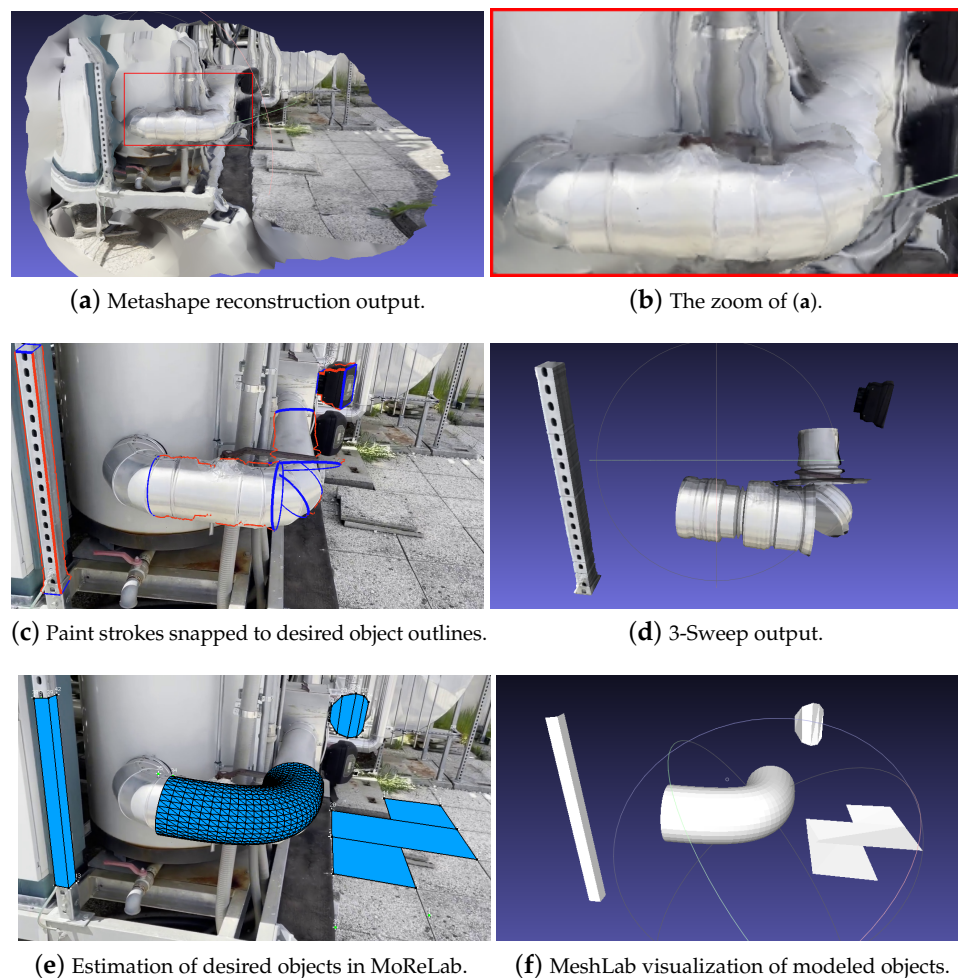 (a) Metashape reconstruction output.
(b) The zoom of (a).
(c) Paint strokes snapped to desired object outlines.
(d) 3-Sweep output.
(e) Estimation of desired objects in MoReLab.
(f) MeshLab visualization of modeled objects.